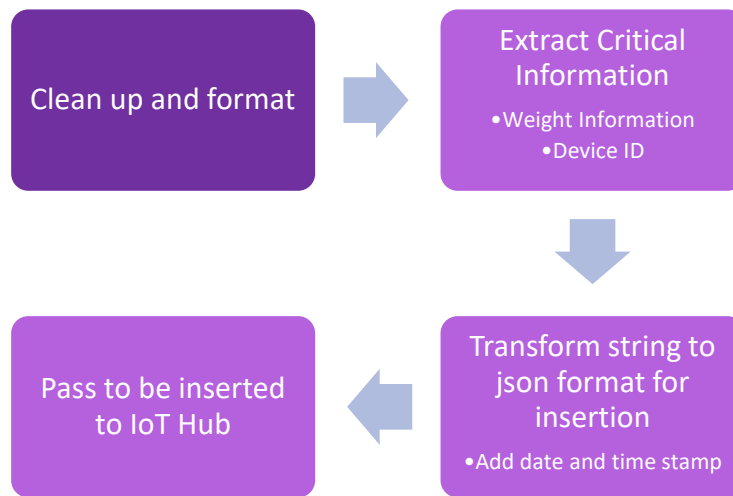 Clean up and format
Extract Critical
Information
•Weight Information
•Device ID
Transform string to
json format for
insertion
•Add date and time stamp
Pass to be inserted
to IoT Hub